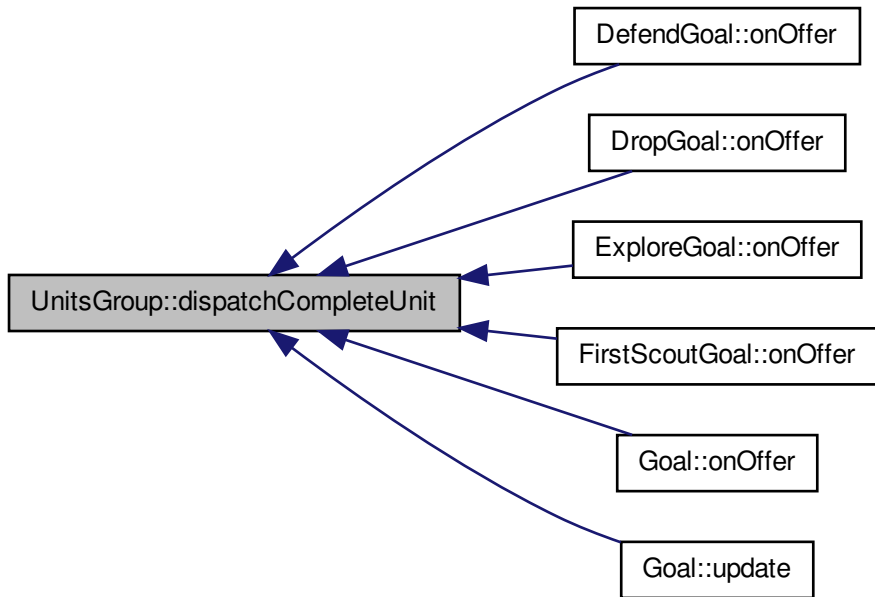 DefendGoal::onOffer
DropGoal::onOffer
ExploreGoal::onOffer
UnitsGroup::dispatchCompleteUnit
FirstScoutGoal::onOffer
Goal::onOffer
Goal::update